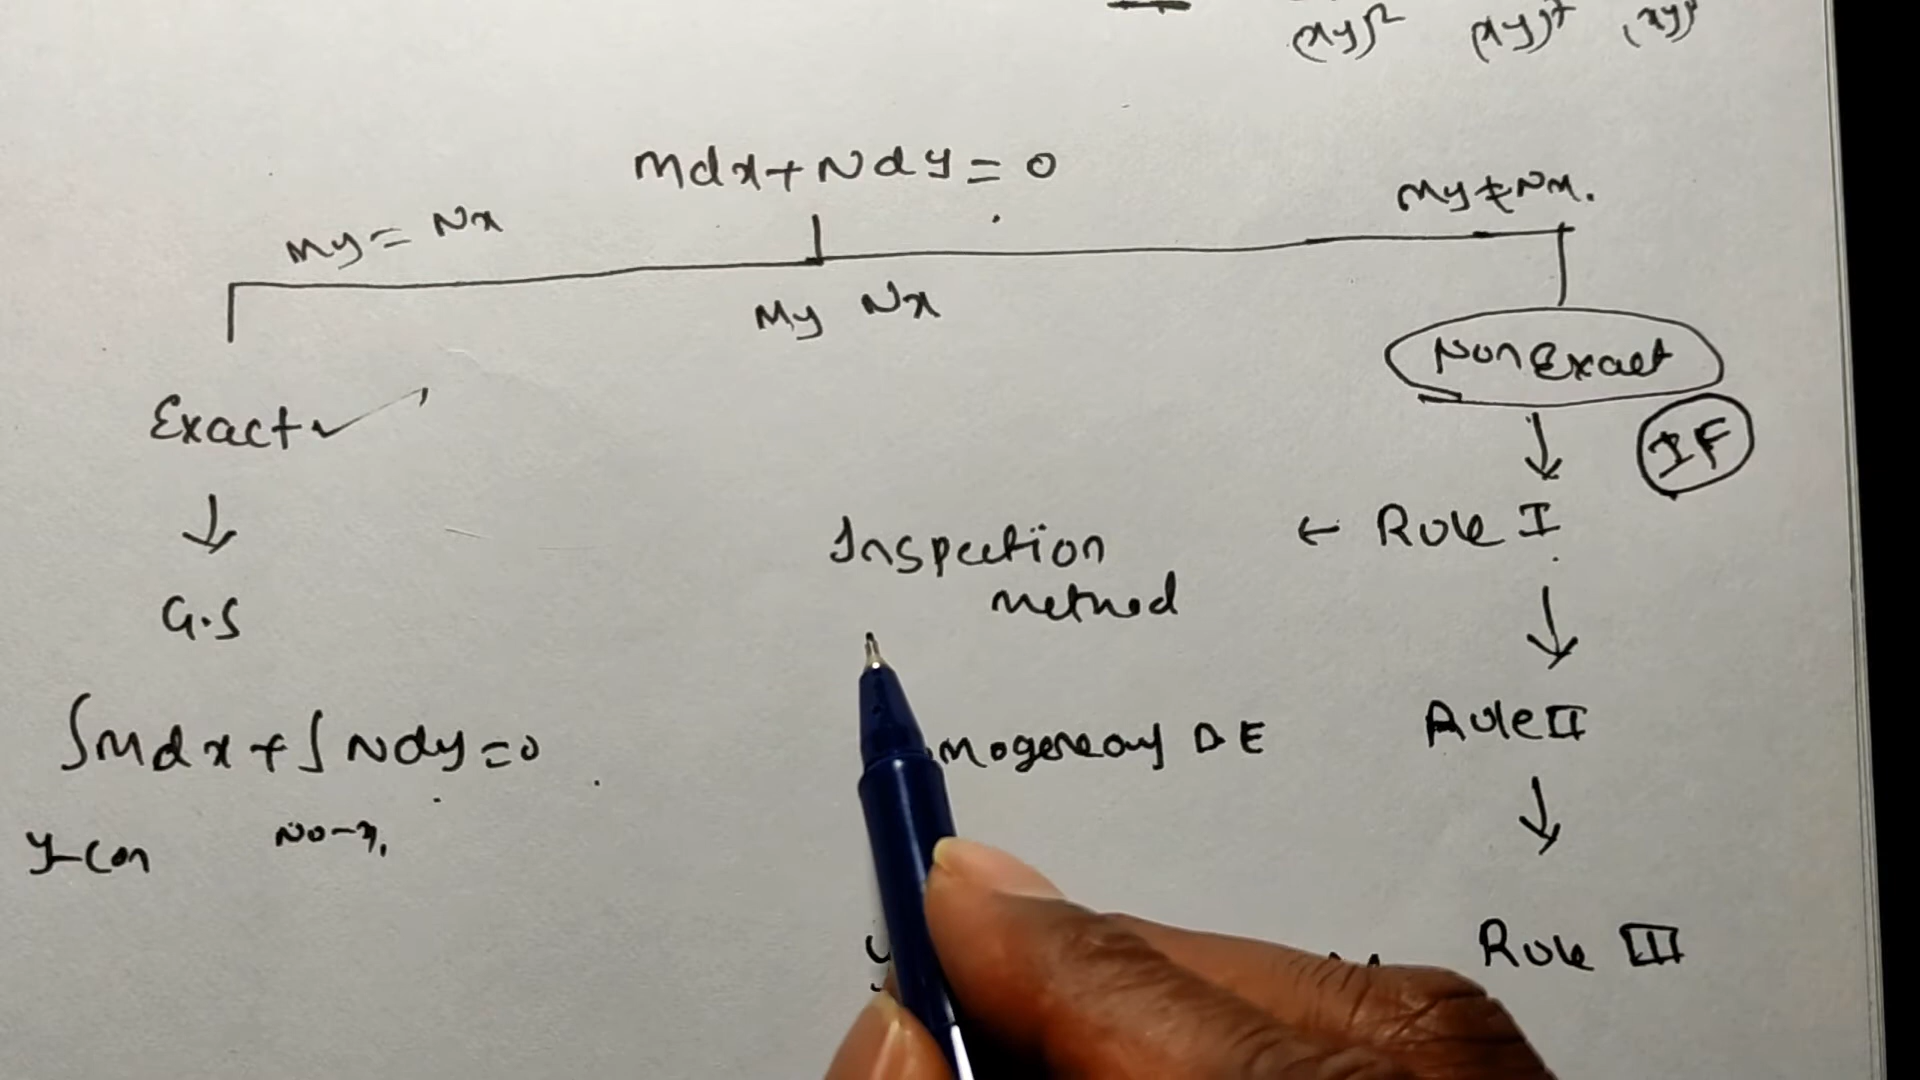 (xy)² (xy)² (xy)
Mdx+Ndy=0
My=Nx
My≠Nx.
My Nx
Non Exact
Exact ✓
IF
Inspection ← Rule I
method
G.S
∫Mdx+∫Ndy=0
mogeneous DE Rule II
y-con No-x.
Rule III